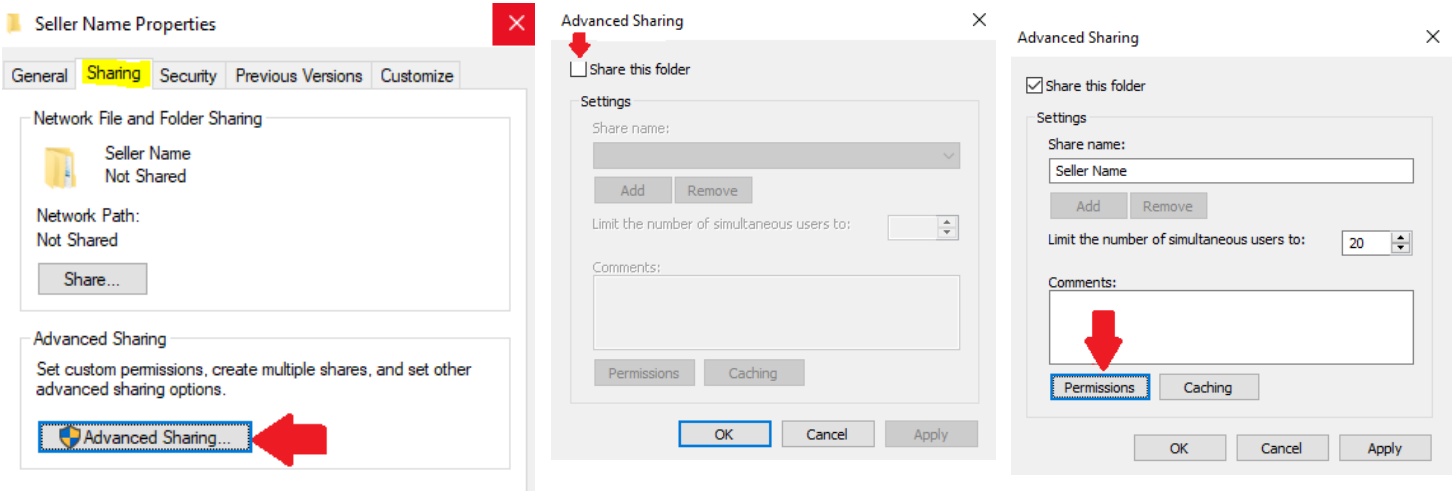 Seller Name Properties
General Sharing Security Previous Versions Customize
Network File and Folder Sharing
Seller Name
Not Shared
Network Path:
Not Shared
Share...
Advanced Sharing
Set custom permissions, create multiple shares, and set other
advanced sharing options.
Advanced Sharing...
Advanced Sharing
Share this folder
Settings
Share name:
Add Remove
Limit the number of simultaneous users to:
Comments:
Permissions Caching
OK Cancel Apply
Advanced Sharing
Share this folder
Settings
Share name:
Seller Name
Add Remove
Limit the number of simultaneous users to: 20
Comments:
Permissions Caching
OK Cancel Apply